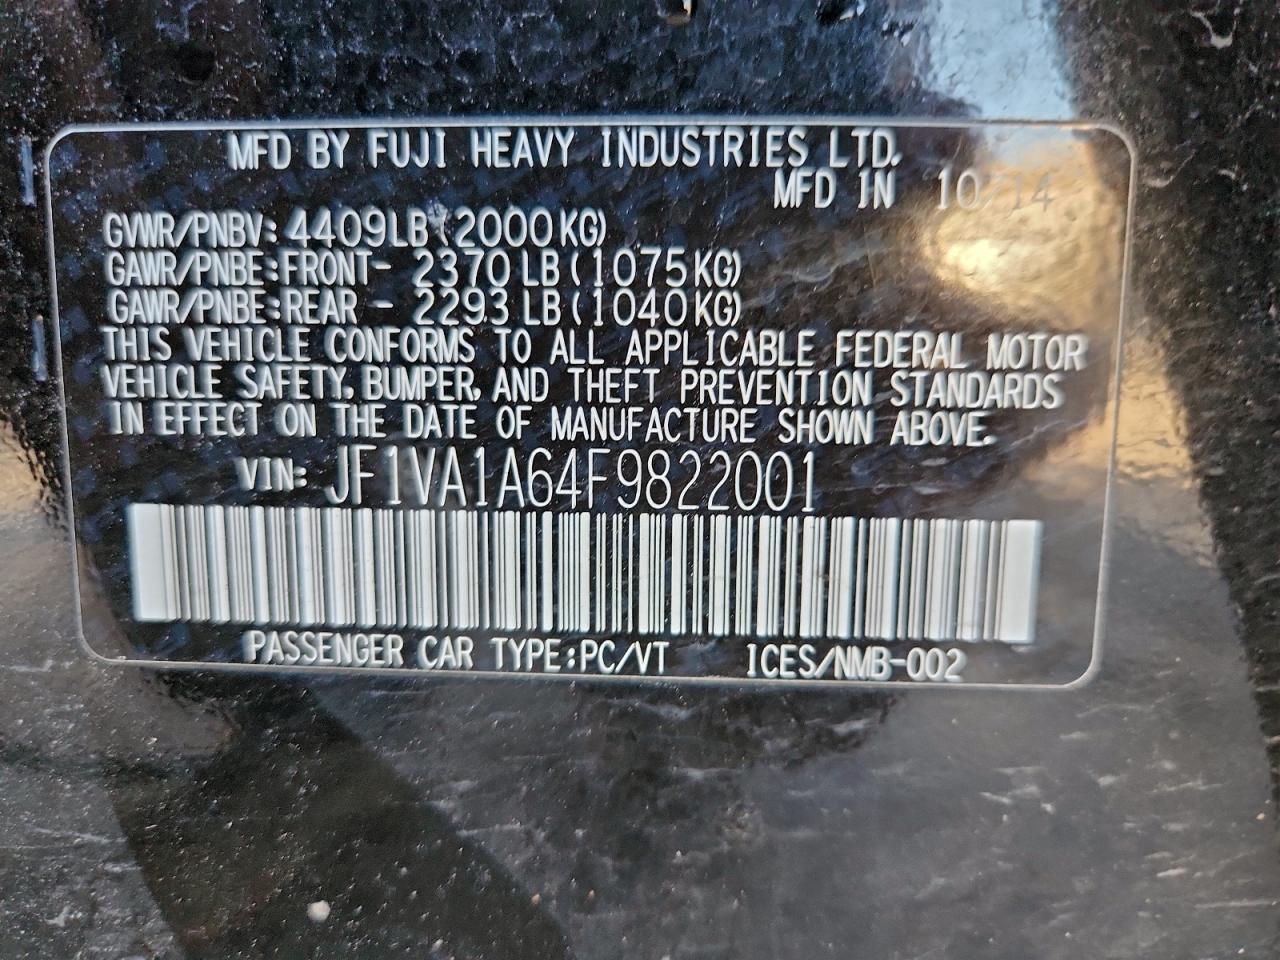 MFD BY FUJI HEAVY INDUSTRIES LTD.
MFD IN 10/14
GVWR/PNBV: 4409LB (2000KG)
GAWR/PNBE:FRONT- 2370 LB (1075KG)
GAWR/PNBE:REAR - 2293 LB (1040KG)
THIS VEHICLE CONFORMS TO ALL APPLICABLE FEDERAL MOTOR
VEHICLE SAFETY, BUMPER, AND THEFT PREVENTION STANDARDS
IN EFFECT ON THE DATE OF MANUFACTURE SHOWN ABOVE.
VIN: JF1VA1A64F9822001
PASSENGER CAR TYPE:PC/VT ICES/NMB-002